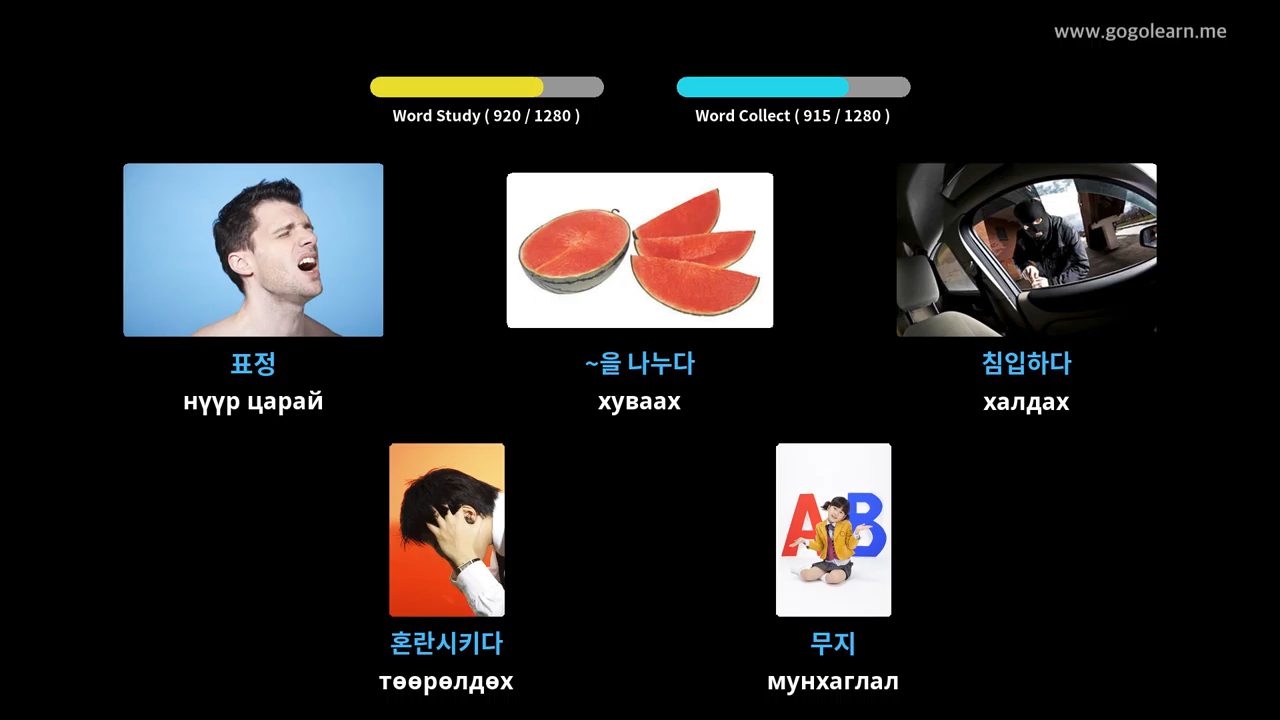 www.gogolearn.me
Word Study ( 920 / 1280 )
Word Collect ( 915 / 1280 )
표정
нүүр царай
~을 나누다
хуваах
침입하다
халдах
A B
혼란시키다
төөрөлдөх
무지
мунхаглал